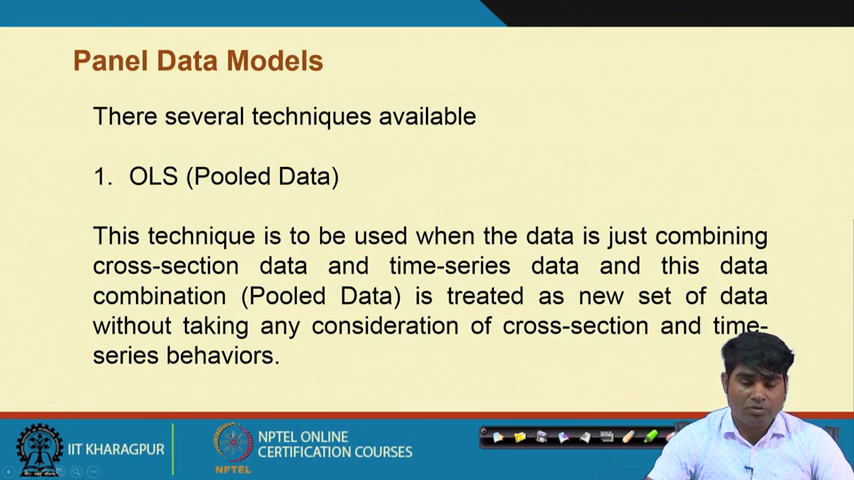 Panel Data Models
There several techniques available
1. OLS (Pooled Data)
This technique is to be used when the data is just combining
cross-section data and time-series data and this data
combination (Pooled Data) is treated as new set of data
without taking any consideration of cross-section and time-
series behaviors.
IIT KHARAGPUR
NPTEL
NPTEL ONLINE
CERTIFICATION COURSES